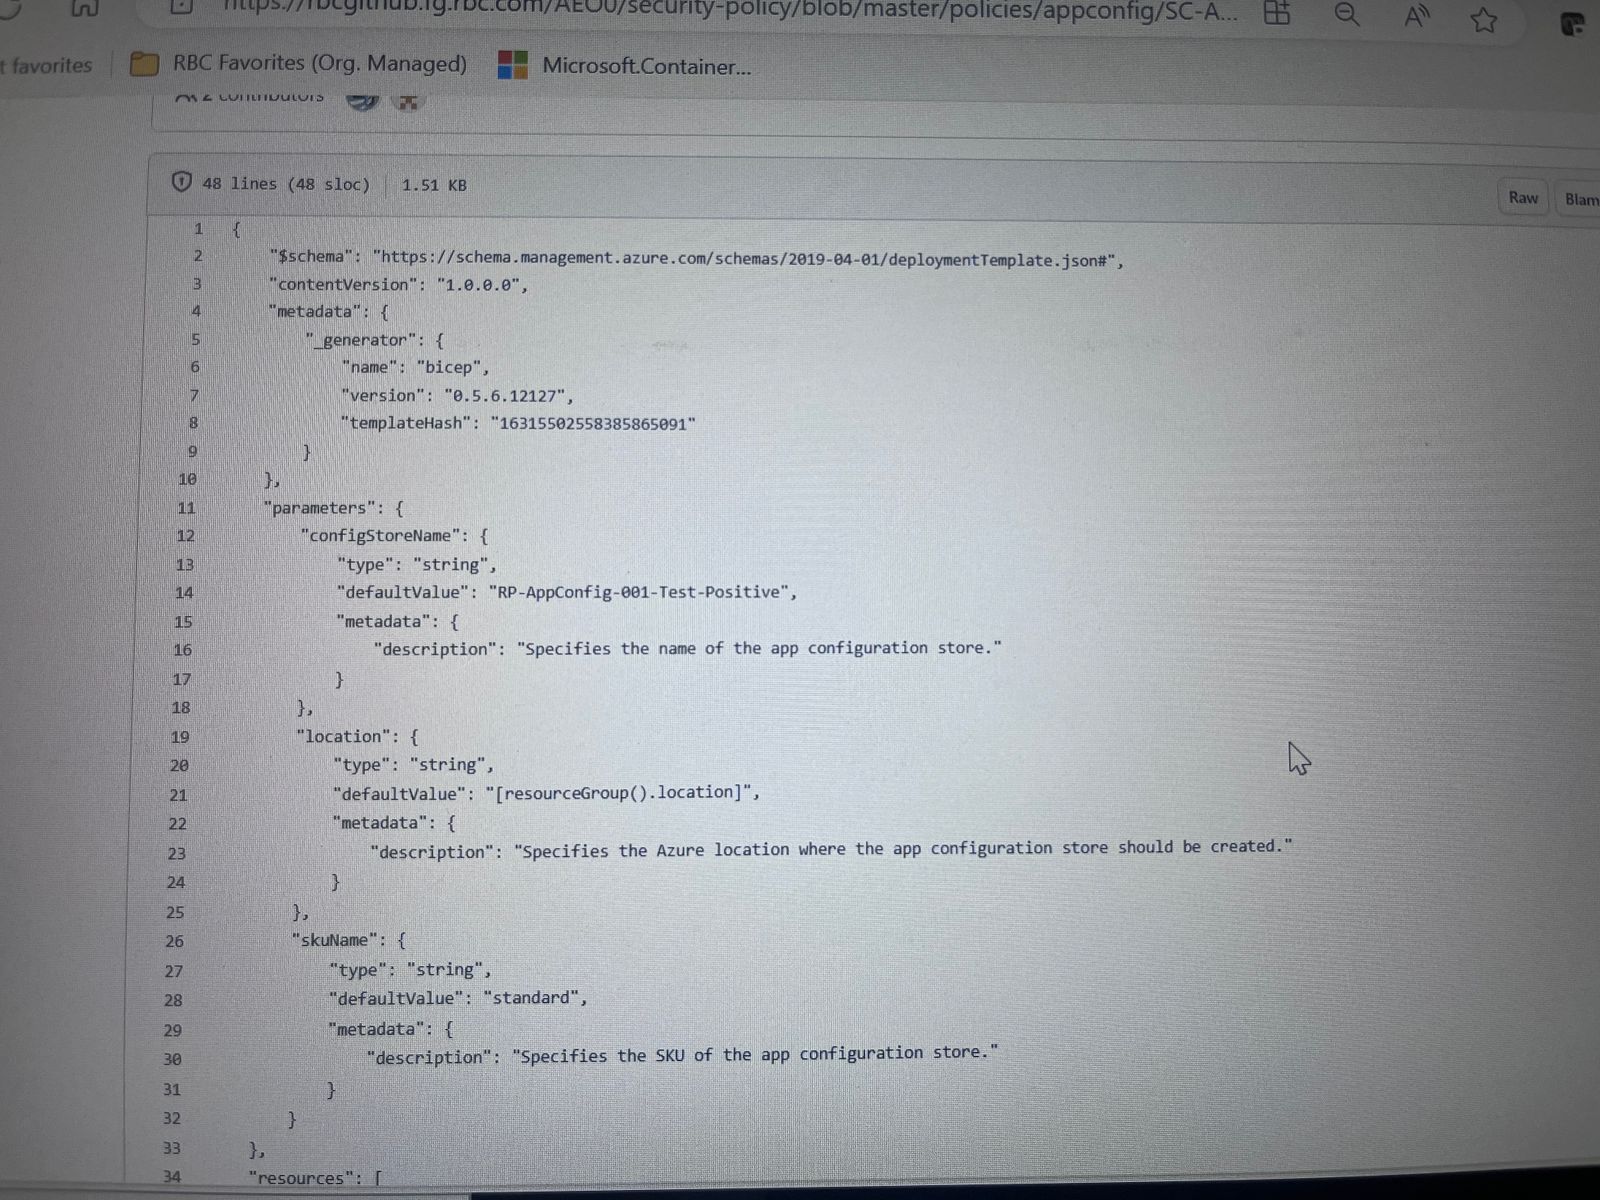 https://rbcgithub.fg.rbc.com/AEO0/security-policy/blob/master/policies/appconfig/SC-A...
t favorites RBC Favorites (Org. Managed) Microsoft.Container...
2 contributors
48 lines (48 sloc) 1.51 KB Raw Blam
1 {
2 "$schema": "https://schema.management.azure.com/schemas/2019-04-01/deploymentTemplate.json#",
3 "contentVersion": "1.0.0.0",
4 "metadata": {
5 "_generator": {
6 "name": "bicep",
7 "version": "0.5.6.12127",
8 "templateHash": "16315502558385865091"
9 }
10 },
11 "parameters": {
12 "configStoreName": {
13 "type": "string",
14 "defaultValue": "RP-AppConfig-001-Test-Positive",
15 "metadata": {
16 "description": "Specifies the name of the app configuration store."
17 }
18 },
19 "location": {
20 "type": "string",
21 "defaultValue": "[resourceGroup().location]",
22 "metadata": {
23 "description": "Specifies the Azure location where the app configuration store should be created."
24 }
25 },
26 "skuName": {
27 "type": "string",
28 "defaultValue": "standard",
29 "metadata": {
30 "description": "Specifies the SKU of the app configuration store."
31 }
32 }
33 },
34 "resources": [